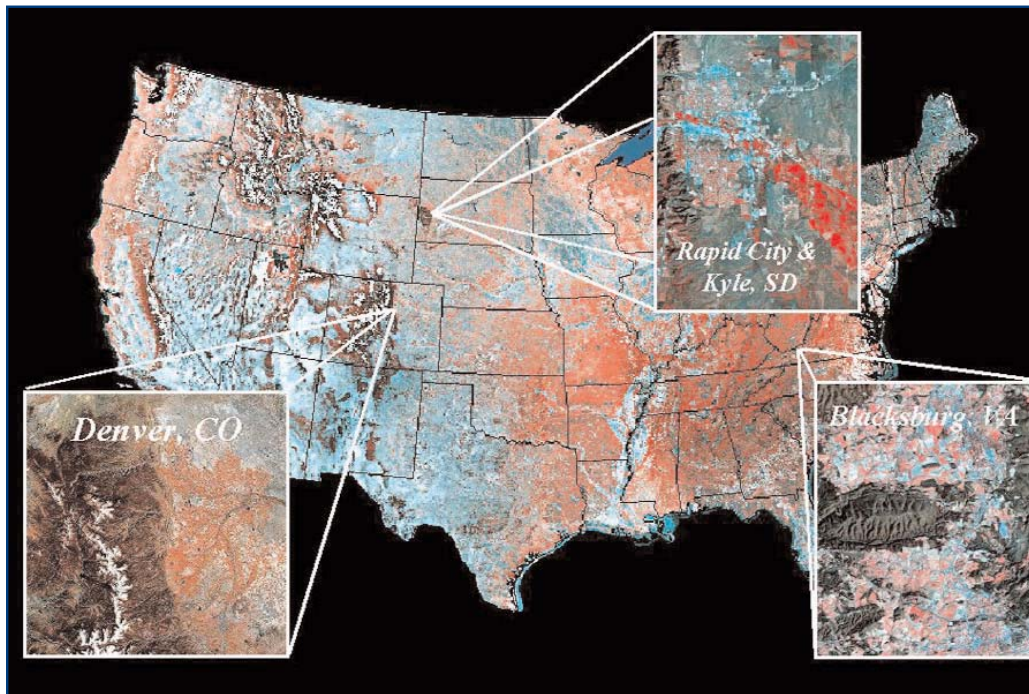 Rapid City &
Kyle, SD
Denver, CO
Blacksburg, VA